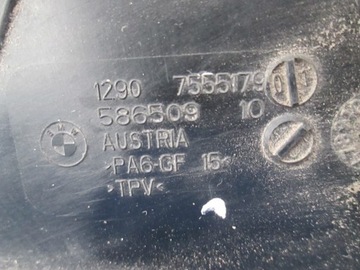 1290 7555179
586509 10
AUSTRIA
>PA6-GF 15<
>TPV<